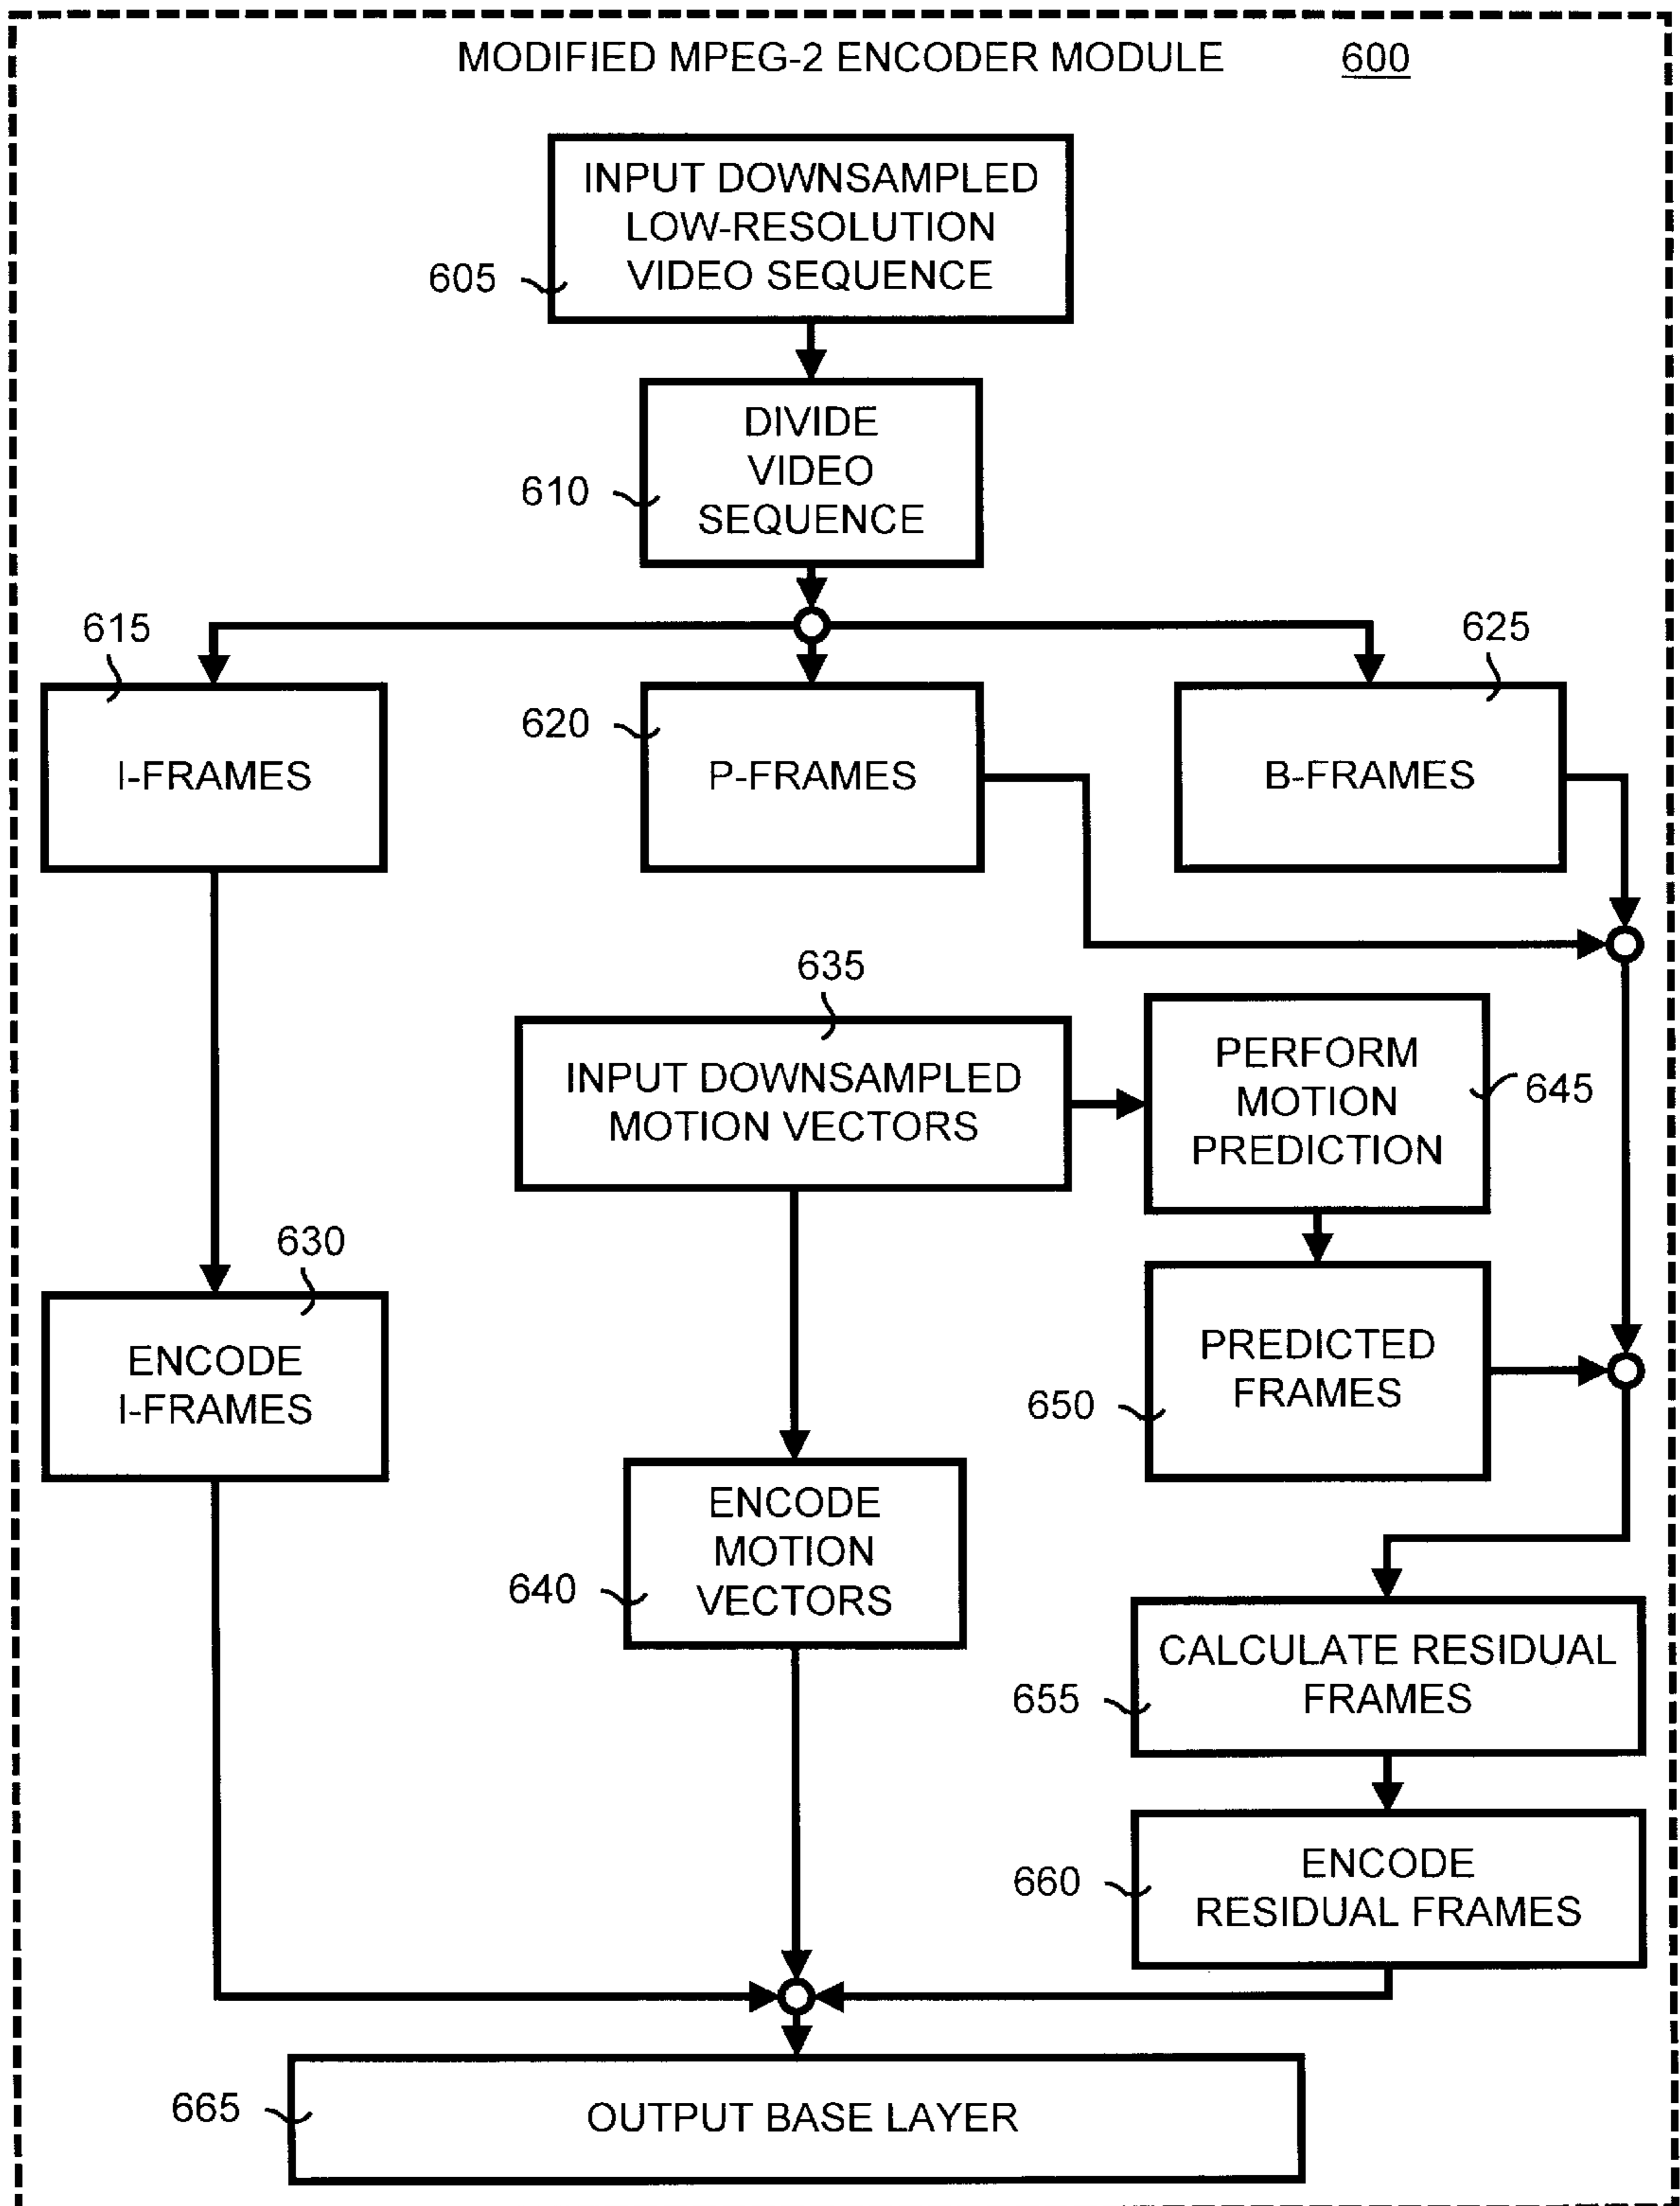 MODIFIED MPEG-2 ENCODER MODULE 600
INPUT DOWNSAMPLED
LOW-RESOLUTION
VIDEO SEQUENCE
605
DIVIDE
VIDEO
SEQUENCE
610
615
625
620
I-FRAMES
P-FRAMES
B-FRAMES
635
INPUT DOWNSAMPLED
MOTION VECTORS
PERFORM
MOTION
PREDICTION
645
630
ENCODE
I-FRAMES
PREDICTED
FRAMES
650
ENCODE
MOTION
VECTORS
640
CALCULATE RESIDUAL
FRAMES
655
ENCODE
RESIDUAL FRAMES
660
OUTPUT BASE LAYER
665